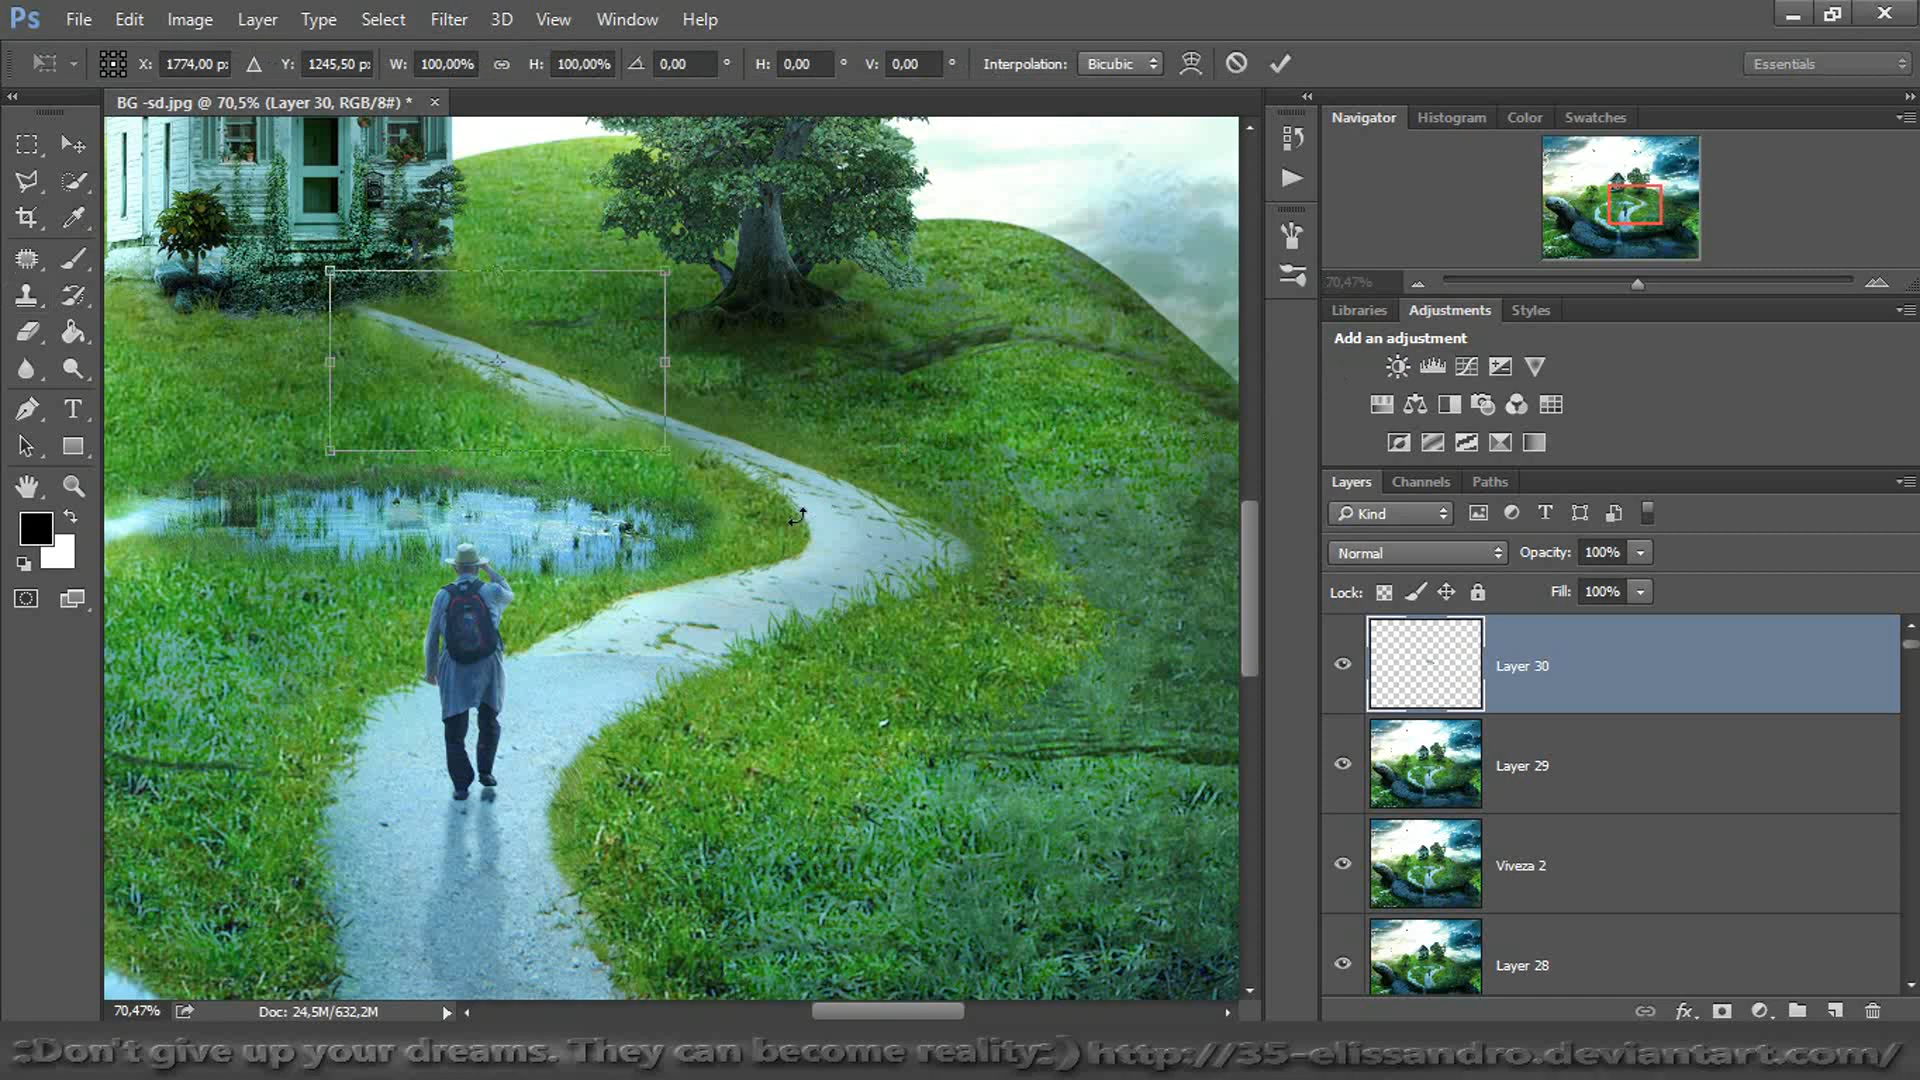 Ps File Edit Image Layer Type Select Filter 3D View Window Help
X: 1774,00 px Y: 1245,50 px W: 100,00% H: 100,00% 0,00 ° H: 0,00 ° V: 0,00 ° Interpolation: Bicubic Essentials
BG -sd.jpg @ 70,5% (Layer 30, RGB/8#) *
Navigator Histogram Color Swatches
70,47%
Libraries Adjustments Styles
Add an adjustment
Layers Channels Paths
Kind
Normal Opacity: 100%
Lock: Fill: 100%
Layer 30
Layer 29
Viveza 2
Layer 28
70,47% Doc: 24,5M/632,2M
:Don't give up your dreams. They can become reality:) http://35-elissandro.deviantart.com/